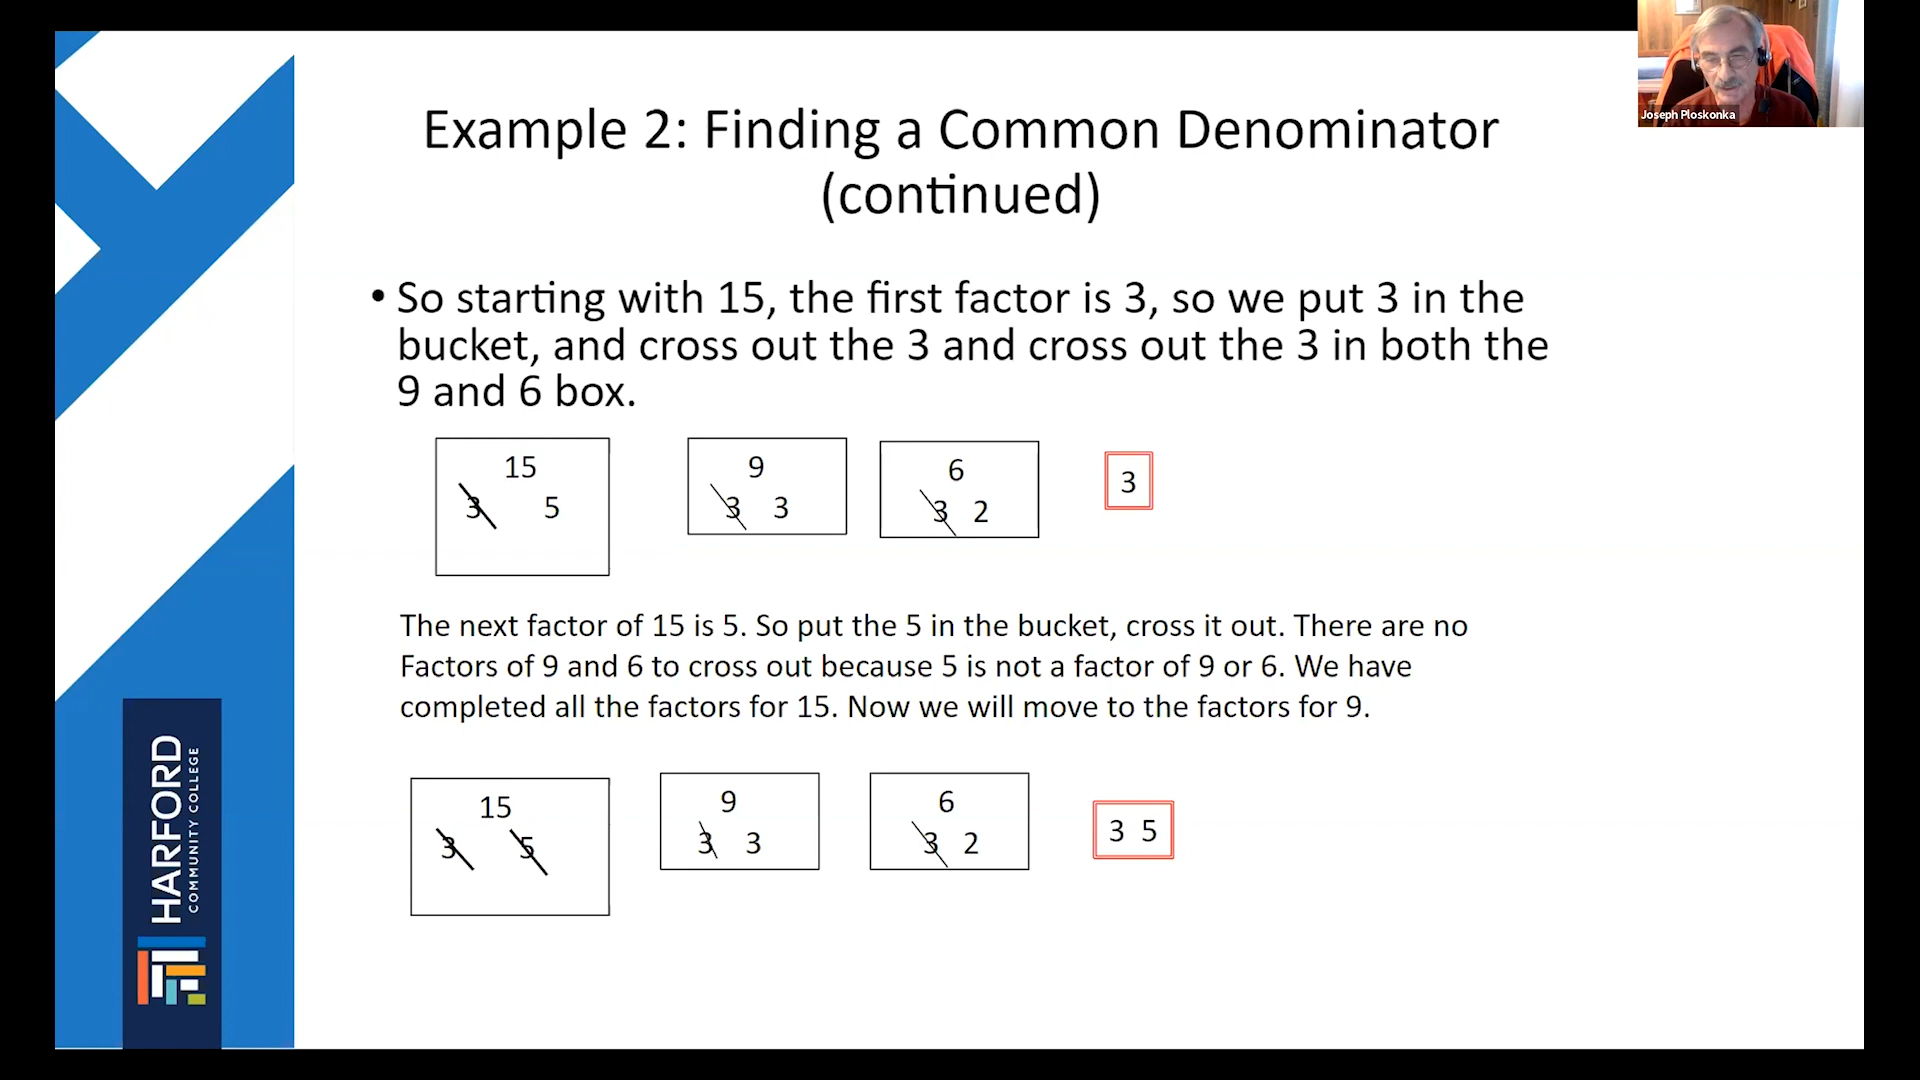 Joseph Ploskonka
Example 2: Finding a Common Denominator
(continued)
• So starting with 15, the first factor is 3, so we put 3 in the
bucket, and cross out the 3 and cross out the 3 in both the
9 and 6 box.
15
3 5
9
3 3
6
3 2
3
The next factor of 15 is 5. So put the 5 in the bucket, cross it out. There are no
Factors of 9 and 6 to cross out because 5 is not a factor of 9 or 6. We have
completed all the factors for 15. Now we will move to the factors for 9.
15
3 5
9
3 3
6
3 2
3 5
HARFORD
COMMUNITY COLLEGE